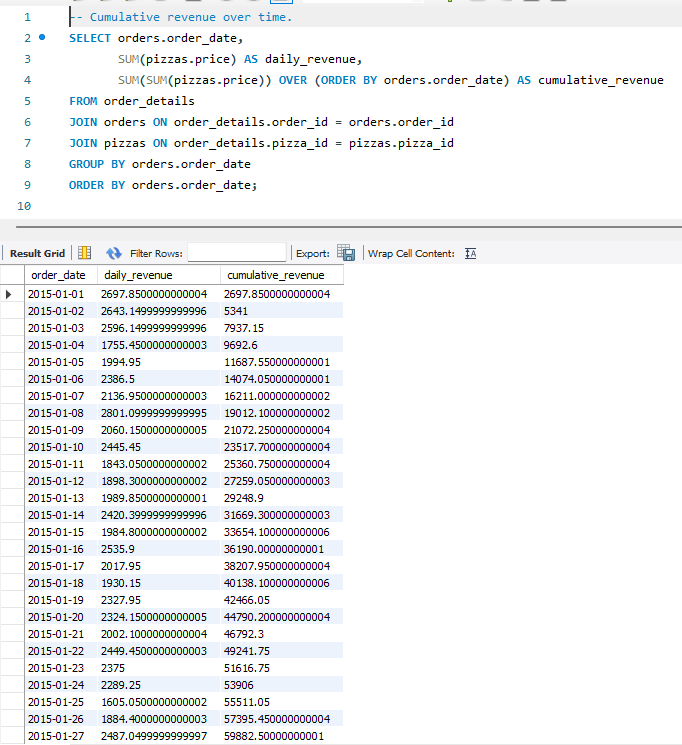 1 -- Cumulative revenue over time.
2 SELECT orders.order_date,
3 SUM(pizzas.price) AS daily_revenue,
4 SUM(SUM(pizzas.price)) OVER (ORDER BY orders.order_date) AS cumulative_revenue
5 FROM order_details
6 JOIN orders ON order_details.order_id = orders.order_id
7 JOIN pizzas ON order_details.pizza_id = pizzas.pizza_id
8 GROUP BY orders.order_date
9 ORDER BY orders.order_date;
10
Result Grid Filter Rows: Export: Wrap Cell Content: IA
order_date daily_revenue cumulative_revenue
2015-01-01 2697.8500000000004 2697.8500000000004
2015-01-02 2643.1499999999996 5341
2015-01-03 2596.1499999999996 7937.15
2015-01-04 1755.4500000000003 9692.6
2015-01-05 1994.95 11687.550000000001
2015-01-06 2386.5 14074.050000000001
2015-01-07 2136.9500000000003 16211.000000000002
2015-01-08 2801.0999999999995 19012.100000000002
2015-01-09 2060.1500000000005 21072.250000000004
2015-01-10 2445.45 23517.700000000004
2015-01-11 1843.0500000000002 25360.750000000004
2015-01-12 1898.3000000000002 27259.050000000003
2015-01-13 1989.8500000000001 29248.9
2015-01-14 2420.3999999999996 31669.300000000003
2015-01-15 1984.8000000000002 33654.100000000006
2015-01-16 2535.9 36190.00000000001
2015-01-17 2017.95 38207.950000000004
2015-01-18 1930.15 40138.100000000006
2015-01-19 2327.95 42466.05
2015-01-20 2324.1500000000005 44790.200000000004
2015-01-21 2002.1000000000004 46792.3
2015-01-22 2449.4500000000003 49241.75
2015-01-23 2375 51616.75
2015-01-24 2289.25 53906
2015-01-25 1605.0500000000002 55511.05
2015-01-26 1884.4000000000003 57395.450000000004
2015-01-27 2487.0499999999997 59882.50000000001